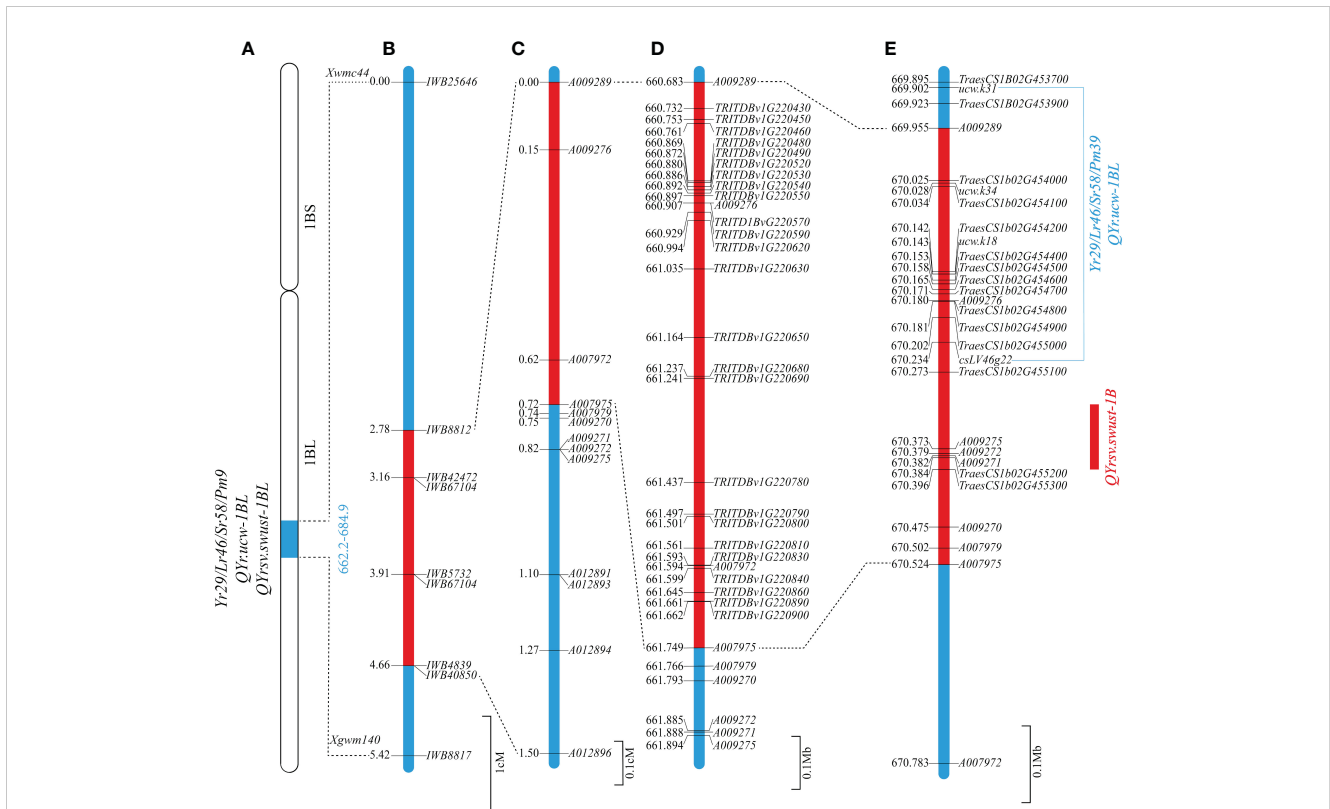 A
B
C
D
E
1BS
1BL
Yr29/Lr46/Sr58/Pm9
QYr.ucw-1BL
QYrsv.swust-1BL
662.2-684.9
Xwmc44
0.00 IWB25646
2.78 IWB8812
3.16 IWB42472
IWB67104
3.91 IWB5732
IWB67104
4.66 IWB4839
IWB40850
Xgwm140
5.42 IWB8817
1cM
0.00 A009289
0.15 A009276
0.62 A007972
0.72 A007975
0.74 A007979
0.75 A009270
A009271
0.82 A009272
A009275
1.10 A012891
A012893
1.27 A012894
1.50 A012896
0.1cM
660.683 A009289
660.732 TRITDBv1G220430
660.753 TRITDBv1G220450
660.761 TRITDBv1G220460
660.869 TRITDBv1G220480
660.872 TRITDBv1G220490
660.880 TRITDBv1G220520
660.886 TRITDBv1G220530
660.892 TRITDBv1G220540
660.897 TRITDBv1G220550
660.907 A009276
TRITD1BvG220570
660.929 TRITDBv1G220590
660.994 TRITDBv1G220620
661.035 TRITDBv1G220630
661.164 TRITDBv1G220650
661.237 TRITDBv1G220680
661.241 TRITDBv1G220690
661.437 TRITDBv1G220780
661.497 TRITDBv1G220790
661.501 TRITDBv1G220800
661.561 TRITDBv1G220810
661.593 TRITDBv1G220830
661.594 A007972
661.599 TRITDBv1G220840
661.645 TRITDBv1G220860
661.661 TRITDBv1G220890
661.662 TRITDBv1G220900
661.749 A007975
661.766 A007979
661.793 A009270
661.885 A009272
661.888 A009271
661.894 A009275
0.1Mb
669.895 TraesCS1B02G453700
669.902 ucw.k31
669.923 TraesCS1B02G453900
669.955 A009289
670.025 TraesCS1b02G454000
670.028 ucw.k34
670.034 TraesCS1b02G454100
670.142 TraesCS1b02G454200
670.143 ucw.k18
670.153 TraesCS1b02G454400
670.158 TraesCS1b02G454500
670.165 TraesCS1b02G454600
670.171 TraesCS1b02G454700
670.180 A009276
TraesCS1b02G454800
670.181 TraesCS1b02G454900
670.202 TraesCS1b02G455000
670.234 csLV46g22
670.273 TraesCS1b02G455100
670.373 A009275
670.379 A009272
670.382 A009271
670.384 TraesCS1b02G455200
670.396 TraesCS1b02G455300
670.475 A009270
670.502 A007979
670.524 A007975
670.783 A007972
0.1Mb
Yr29/Lr46/Sr58/Pm39
QYr.ucw-1BL
QYrsv.swust-1B